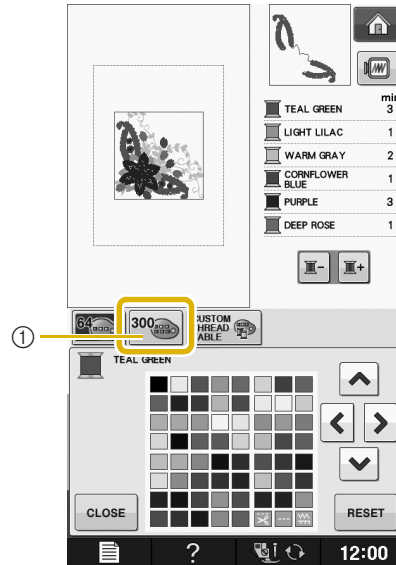 min
TEAL GREEN 3
LIGHT LILAC 1
WARM GRAY 2
CORNFLOWER
BLUE 1
PURPLE 3
DEEP ROSE 1
- +
64 300 CUSTOM
THREAD
TABLE
①
TEAL GREEN
CLOSE RESET
? 12:00